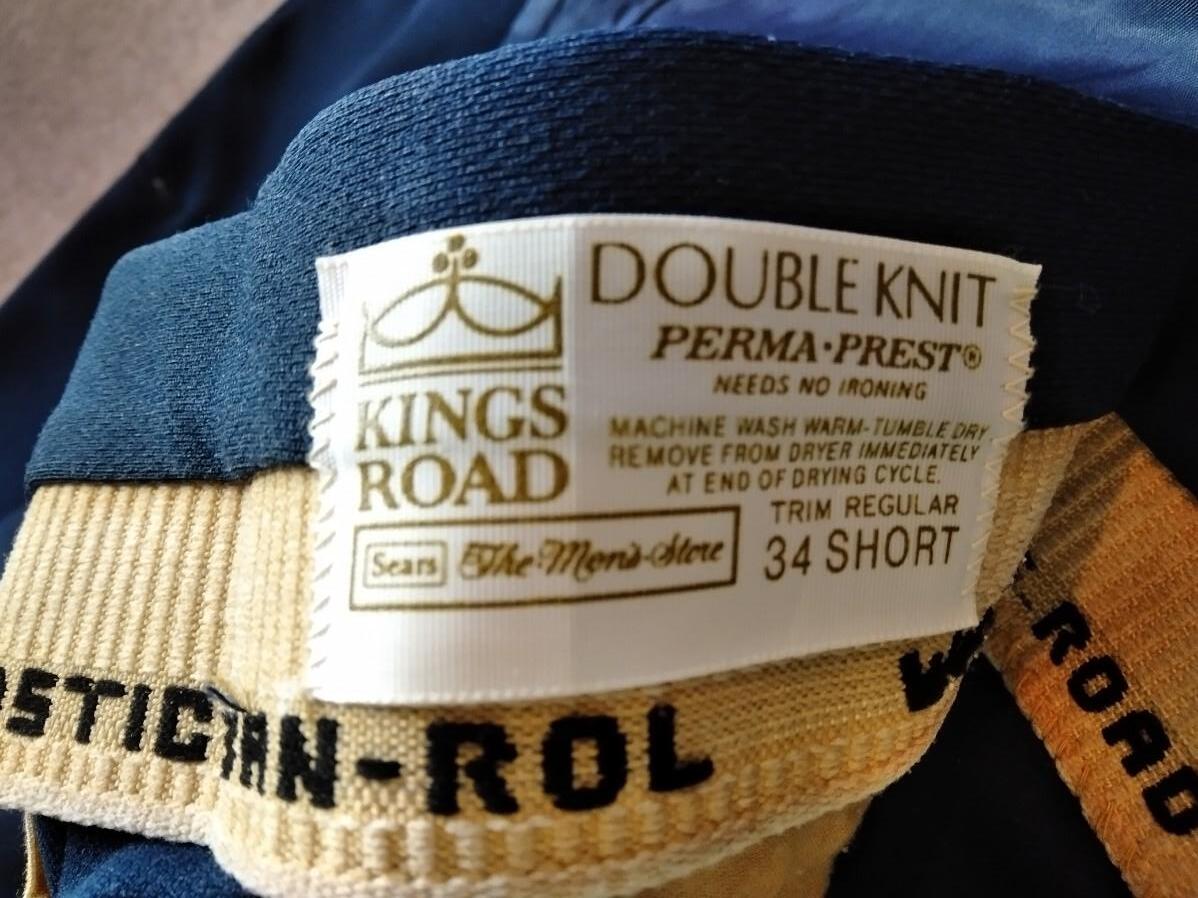 DOUBLE KNIT
PERMA•PREST®
NEEDS NO IRONING
MACHINE WASH WARM-TUMBLE DRY
REMOVE FROM DRYER IMMEDIATELY
AT END OF DRYING CYCLE.
TRIM REGULAR
34 SHORT
KINGS
ROAD
Sears The Men's Store
AN-ROL
ROAD